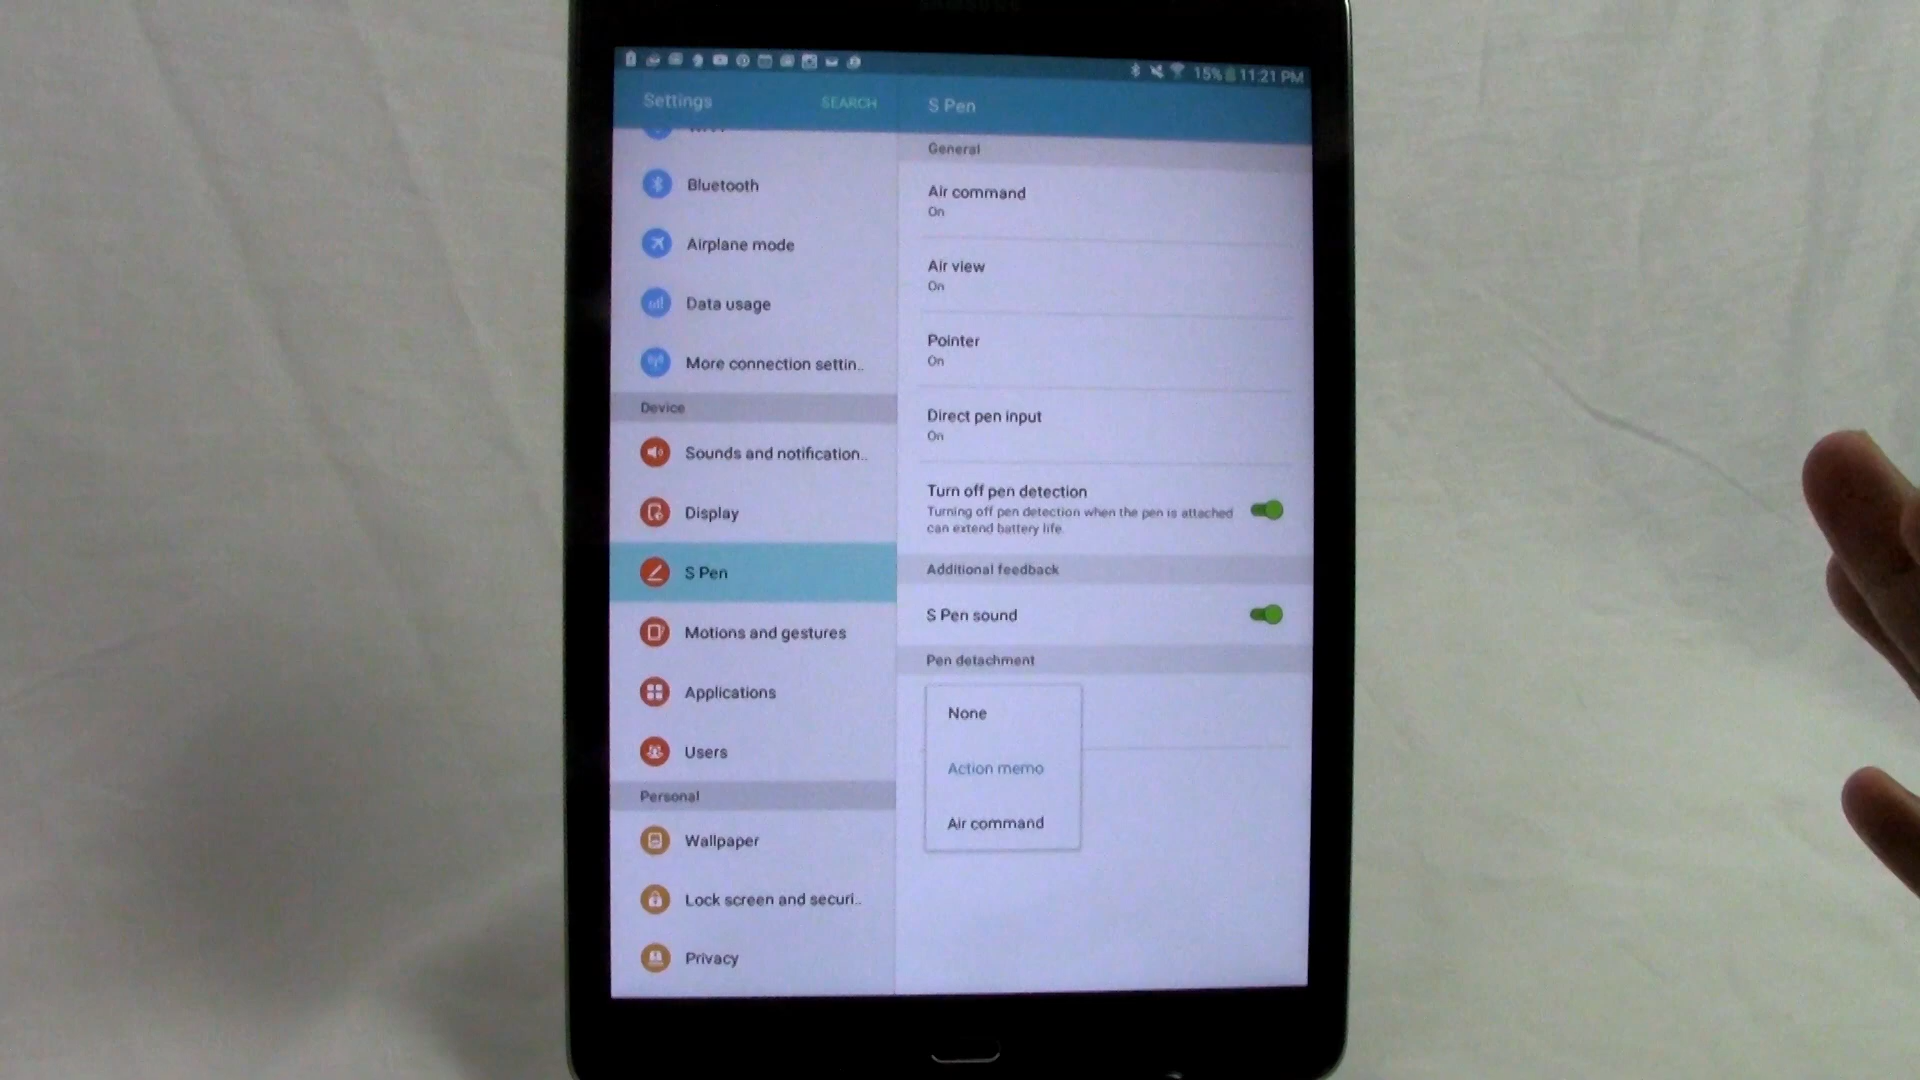 SAMSUNG
15% 11:21 PM
Settings
SEARCH
Bluetooth
Airplane mode
Data usage
More connection settin..
Device
Sounds and notification..
Display
S Pen
Motions and gestures
Applications
Users
Personal
Wallpaper
Lock screen and securi..
Privacy
S Pen
General
Air command
On
Air view
On
Pointer
On
Direct pen input
On
Turn off pen detection
Turning off pen detection when the pen is attached
can extend battery life.
Additional feedback
S Pen sound
Pen detachment
None
Action memo
Air command